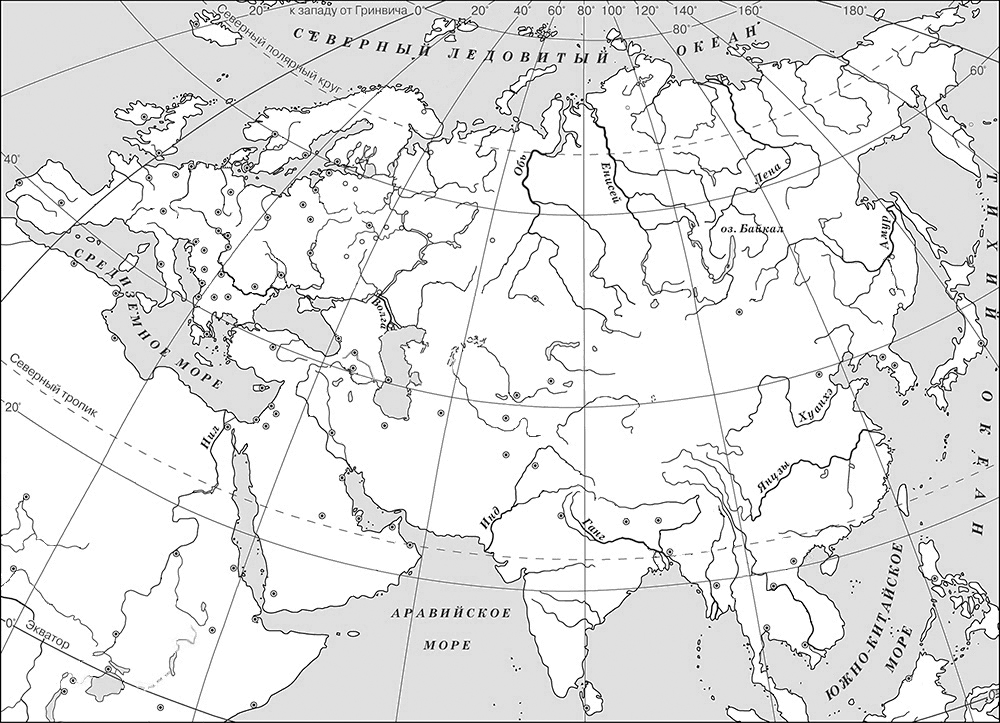 20°
к западу от Гринвича
0°
20°
40°
60°
80°
100°
120°
140°
160°
180°
80°
60°
Северный полярный круг
СЕВЕРНЫЙ ЛЕДОВИТЫЙ ОКЕАН
40°
Обь
Енисей
Лена
оз. Байкал
Амур
Волга
СРЕДИЗЕМНОЕ МОРЕ
ТИХИЙ ОКЕАН
Северный тропик
20°
Нил
Хуанхэ
Янцзы
Инд
Ганг
АРАВИЙСКОЕ
МОРЕ
ЮЖНО-КИТАЙСКОЕ
МОРЕ
Экватор
0°